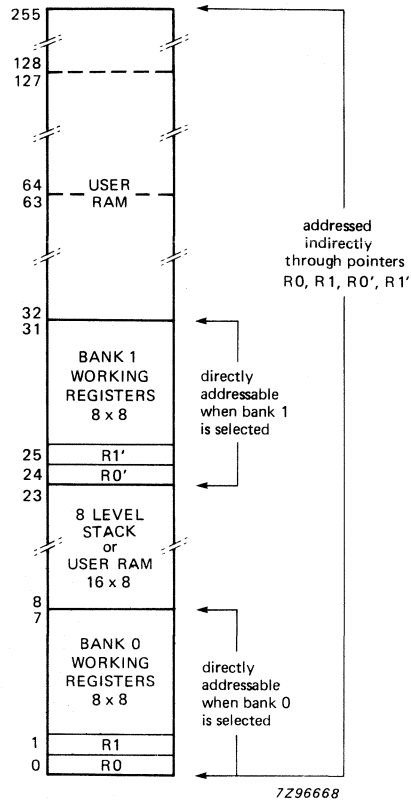 255
128
127
64
63
USER
RAM
addressed
indirectly
through pointers
R0, R1, R0', R1'
32
31
BANK 1
WORKING
REGISTERS
8 x 8
directly
addressable
when bank 1
is selected
25
R1'
24
R0'
23
8 LEVEL
STACK
or
USER RAM
16 x 8
8
7
BANK 0
WORKING
REGISTERS
8 x 8
directly
addressable
when bank 0
is selected
1
R1
0
R0
7Z96668